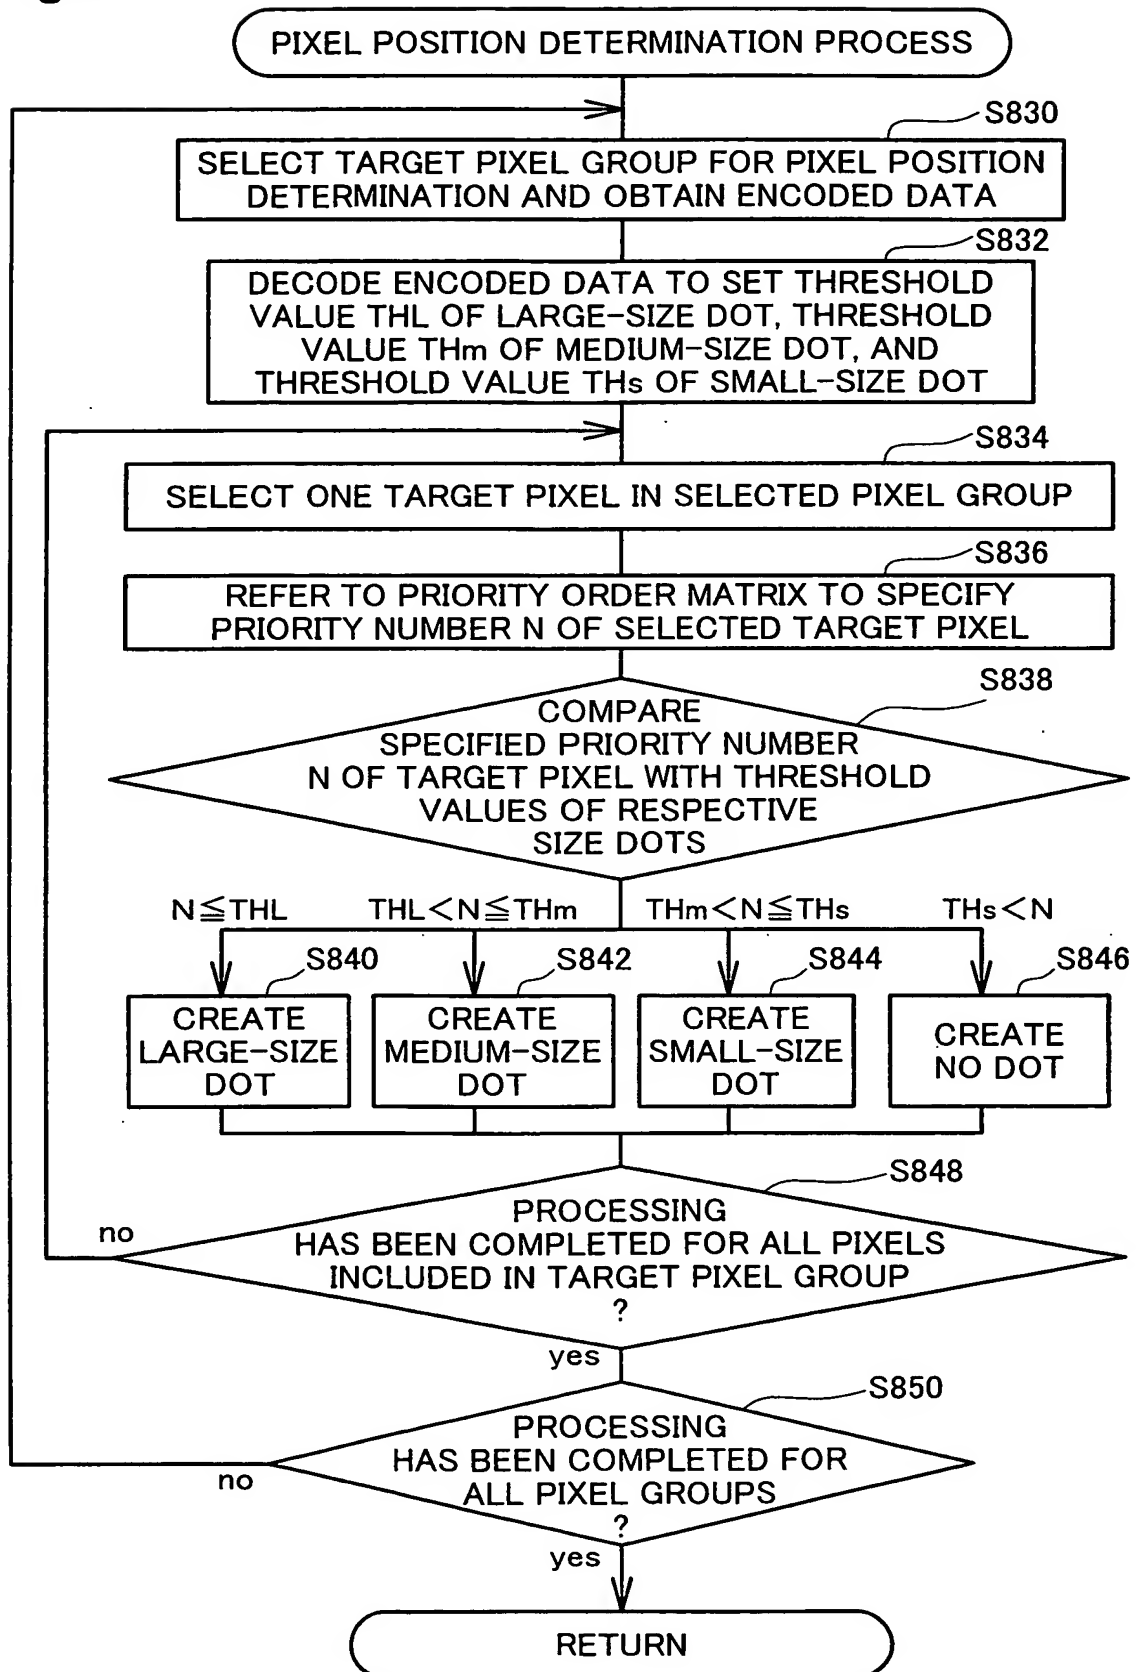 PIXEL POSITION DETERMINATION PROCESS
S830
SELECT TARGET PIXEL GROUP FOR PIXEL POSITION
DETERMINATION AND OBTAIN ENCODED DATA
S832
DECODE ENCODED DATA TO SET THRESHOLD
VALUE THL OF LARGE-SIZE DOT, THRESHOLD
VALUE THm OF MEDIUM-SIZE DOT, AND
THRESHOLD VALUE THs OF SMALL-SIZE DOT
S834
SELECT ONE TARGET PIXEL IN SELECTED PIXEL GROUP
S836
REFER TO PRIORITY ORDER MATRIX TO SPECIFY
PRIORITY NUMBER N OF SELECTED TARGET PIXEL
S838
COMPARE
SPECIFIED PRIORITY NUMBER
N OF TARGET PIXEL WITH THRESHOLD
VALUES OF RESPECTIVE
SIZE DOTS
N≦THL
THL<N≦THm
THm<N≦THs
THs<N
S840
CREATE
LARGE-SIZE
DOT
S842
CREATE
MEDIUM-SIZE
DOT
S844
CREATE
SMALL-SIZE
DOT
S846
CREATE
NO DOT
S848
PROCESSING
HAS BEEN COMPLETED FOR ALL PIXELS
INCLUDED IN TARGET PIXEL GROUP
?
no
yes
S850
PROCESSING
HAS BEEN COMPLETED FOR
ALL PIXEL GROUPS
?
no
yes
RETURN